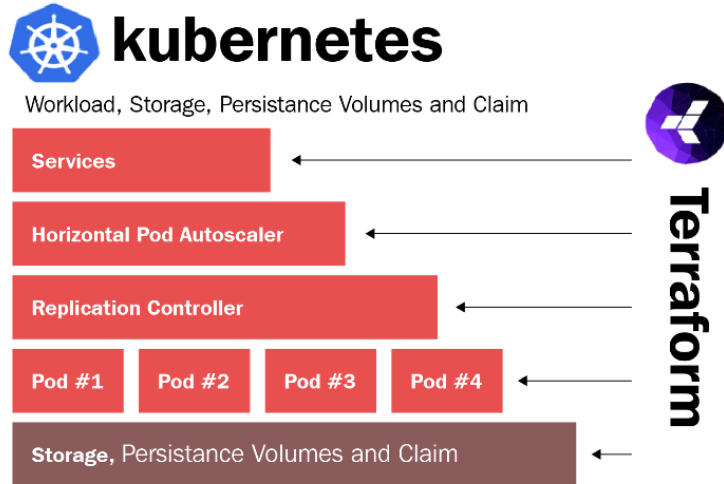 kubernetes
Workload, Storage, Persistance Volumes and Claim
Services
Horizontal Pod Autoscaler
Replication Controller
Pod #1 Pod #2 Pod #3 Pod #4
Storage, Persistance Volumes and Claim
Terraform